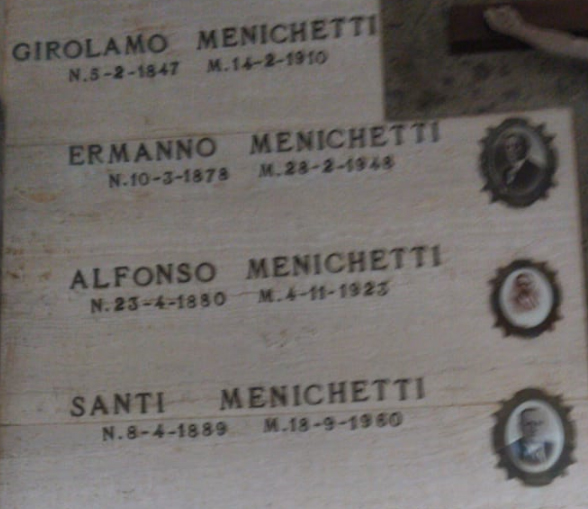 GIROLAMO MENICHETTI
N.5-2-1847 M.14-2-1910
ERMANNO MENICHETTI
N.10-3-1878 M.28-2-1948
ALFONSO MENICHETTI
N.23-4-1880 M.4-11-1923
SANTI MENICHETTI
N.8-4-1889 M.18-9-1960